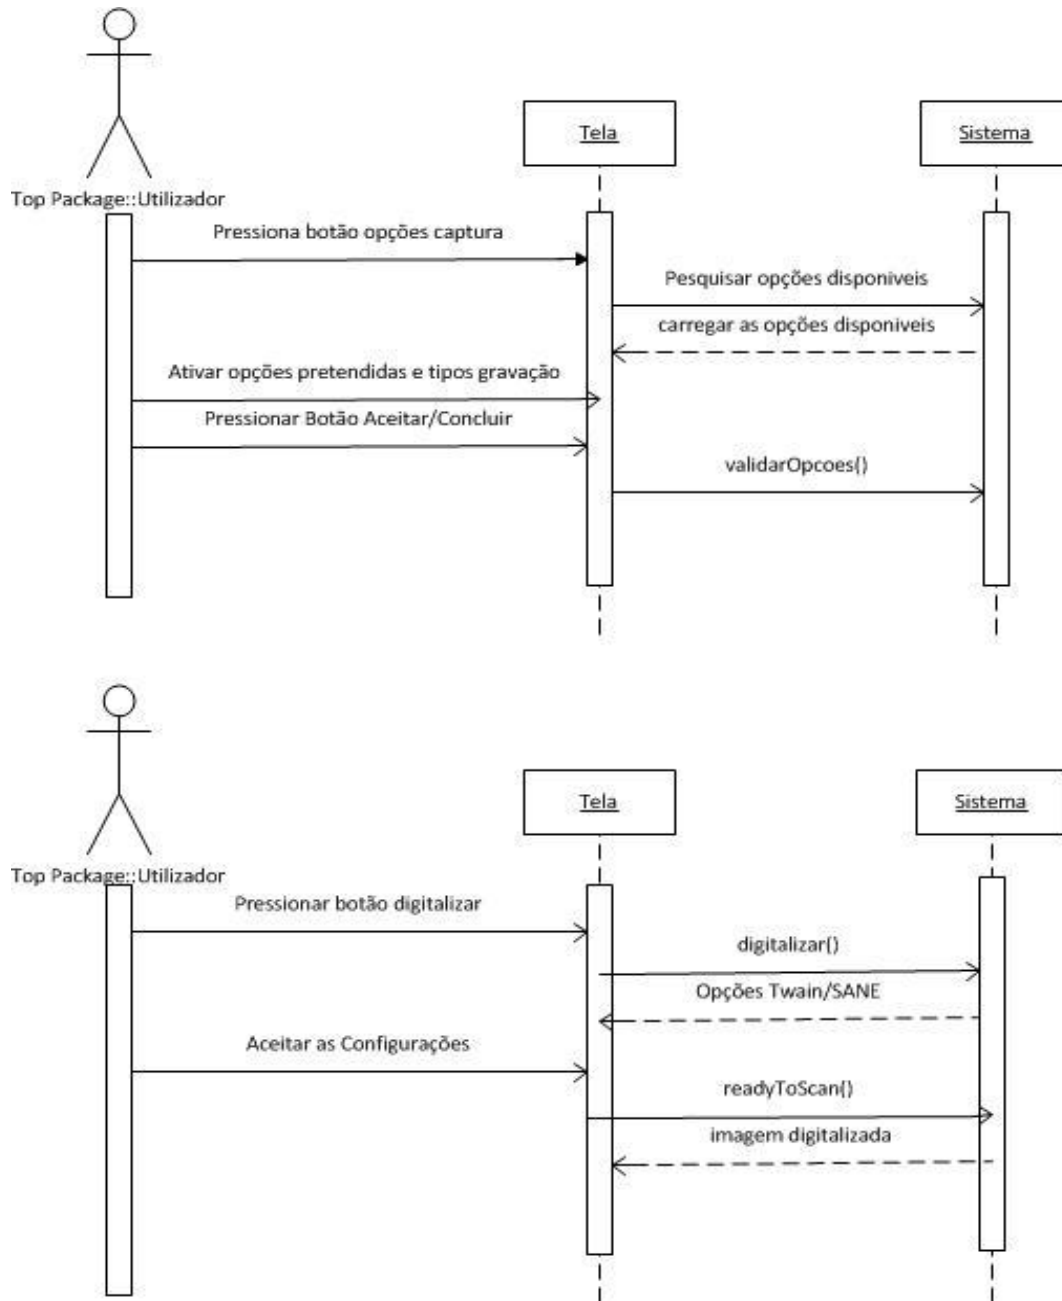 Tela
Sistema
Top Package::Utilizador
Pressiona botão opções captura
Pesquisar opções disponiveis
carregar as opções disponiveis
Ativar opções pretendidas e tipos gravação
Pressionar Botão Aceitar/Concluir
validarOpcoes()
Tela
Sistema
Top Package::Utilizador
Pressionar botão digitalizar
digitalizar()
Opções Twain/SANE
Aceitar as Configurações
readyToScan()
imagem digitalizada